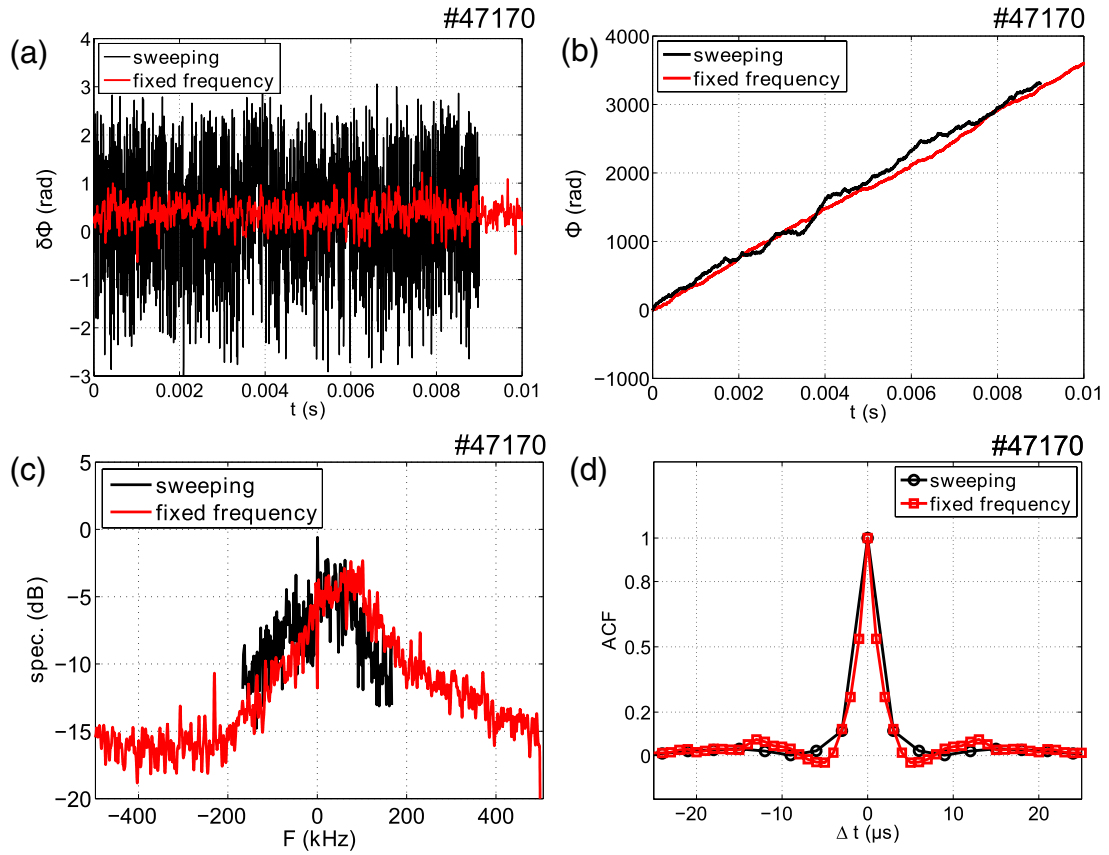 #47170
(a)
4
3
2
1
0
−1
−2
−3
sweeping
fixed frequency
δΦ (rad)
0 0.002 0.004 0.006 0.008 0.01
t (s)
#47170
(b)
4000
3000
2000
1000
0
−1000
sweeping
fixed frequency
Φ (rad)
0 0.002 0.004 0.006 0.008 0.01
t (s)
#47170
(c)
5
0
−5
−10
−15
−20
sweeping
fixed frequency
spec. (dB)
−400 −200 0 200 400
F (kHz)
#47170
(d)
1
0.8
0.5
0.2
0
sweeping
fixed frequency
ACF
−20 −10 0 10 20
Δ t (μs)